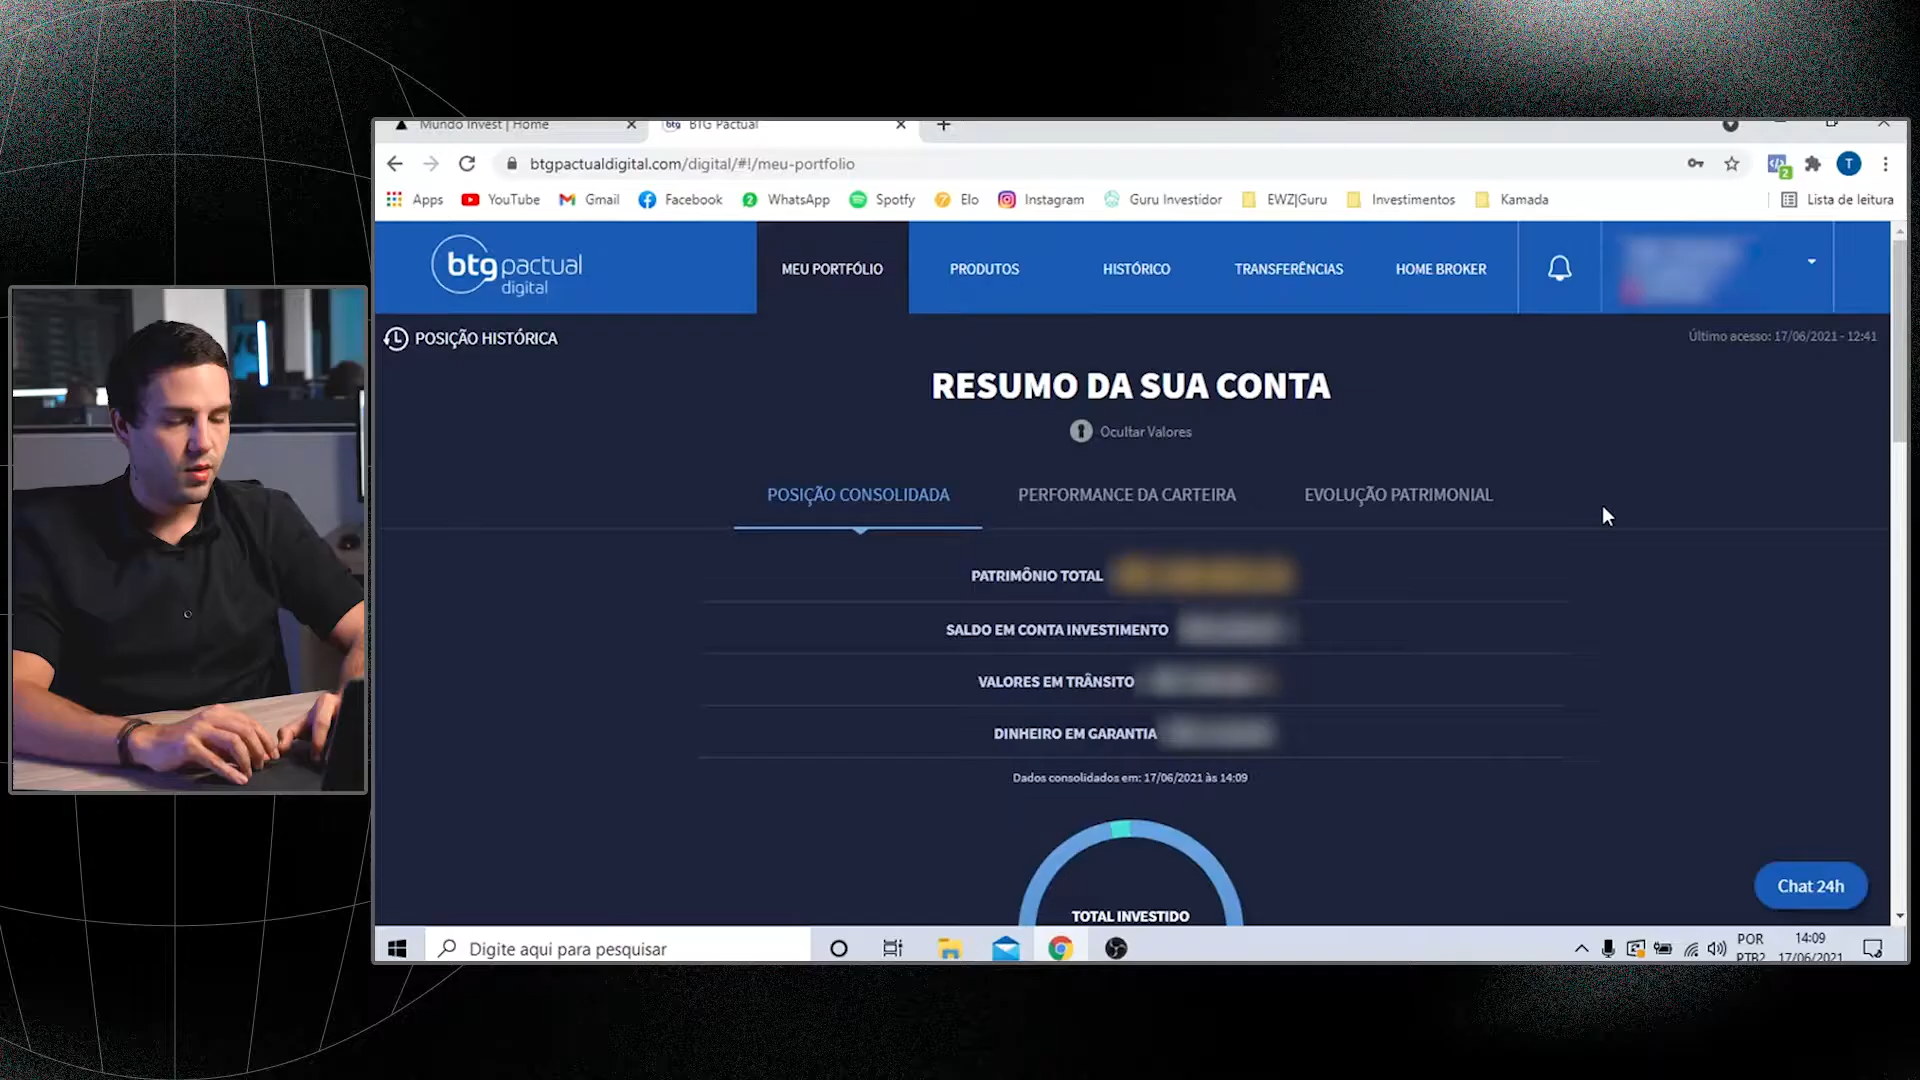 Mundo Invest | Home
btg BTG Pactual
btgpactualdigital.com/digital/#!/meu-portfolio
2
T
Apps YouTube Gmail Facebook 2 WhatsApp Spotfy Elo Instagram Guru Investidor EWZ|Guru Investimentos Kamada Lista de leitura
btg pactual
digital
MEU PORTFÓLIO PRODUTOS HISTÓRICO TRANSFERÊNCIAS HOME BROKER
POSIÇÃO HISTÓRICA
Último acesso: 17/06/2021 - 12:41
RESUMO DA SUA CONTA
Ocultar Valores
POSIÇÃO CONSOLIDADA PERFORMANCE DA CARTEIRA EVOLUÇÃO PATRIMONIAL
PATRIMÔNIO TOTAL
SALDO EM CONTA INVESTIMENTO
VALORES EM TRÂNSITO
DINHEIRO EM GARANTIA
Dados consolidados em: 17/06/2021 às 14:09
TOTAL INVESTIDO
Chat 24h
Digite aqui para pesquisar
POR
PTB2
14:09
17/06/2021